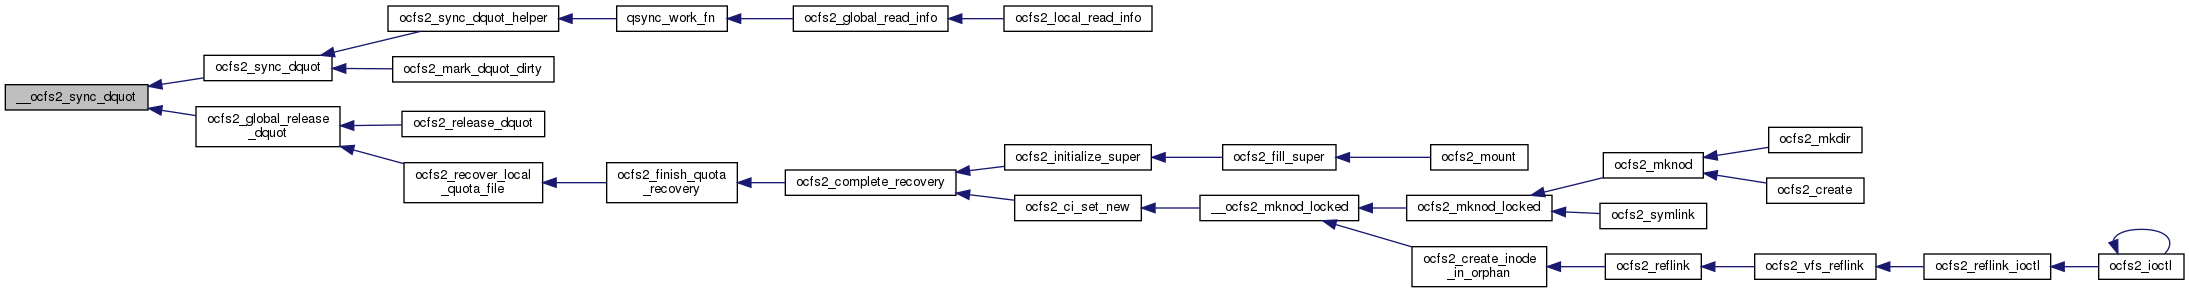 ocfs2_sync_dquot_helper
qsync_work_fn
ocfs2_global_read_info
ocfs2_local_read_info
ocfs2_sync_dquot
ocfs2_mark_dquot_dirty
__ocfs2_sync_dquot
ocfs2_global_release
_dquot
ocfs2_release_dquot
ocfs2_recover_local
_quota_file
ocfs2_finish_quota
_recovery
ocfs2_complete_recovery
ocfs2_initialize_super
ocfs2_fill_super
ocfs2_mount
ocfs2_ci_set_new
__ocfs2_mknod_locked
ocfs2_mknod_locked
ocfs2_mknod
ocfs2_mkdir
ocfs2_create
ocfs2_symlink
ocfs2_create_inode
_in_orphan
ocfs2_reflink
ocfs2_vfs_reflink
ocfs2_reflink_ioctl
ocfs2_ioctl